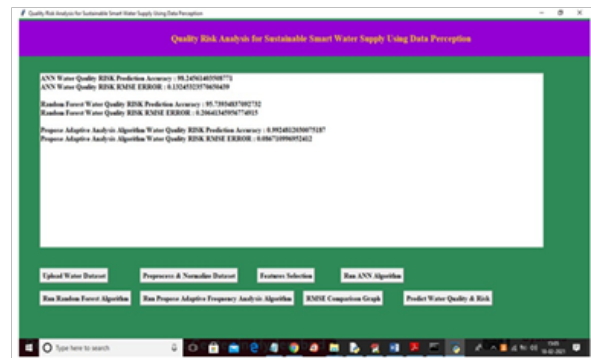 Quality Risk Analysis for Sustainable Smart Water Supply Using Data Perception
Quality Risk Analysis for Sustainable Smart Water Supply Using Data Perception
ANN Water Quality RISK Prediction Accuracy : 98.24561403508771
ANN Water Quality RISK RMSE ERROR : 0.13245323570650439
Random Forest Water Quality RISK Prediction Accuracy : 95.73934837092732
Random Forest Water Quality RISK RMSE ERROR : 0.20641345956774915
Propose Adaptive Analysis Algorithm Water Quality RISK Prediction Accuracy : 0.9924812030075187
Propose Adaptive Analysis Algorithm Water Quality RISK RMSE ERROR : 0.086710996952412
Upload Water Dataset Preprocess & Normalize Dataset Features Selection Run ANN Algorithm
Run Random Forest Algorithm Run Propose Adaptive Frequency Analysis Algorithm RMSE Comparison Graph Predict Water Quality & Risk
Type here to search